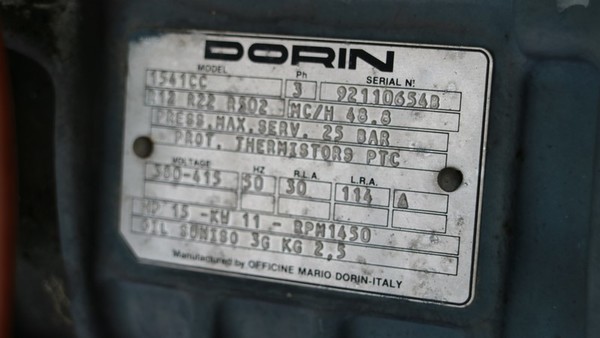 DORIN
MODEL Ph SERIAL Nº
1541CC 3 92110654B
R12 R22 R502 MC/H 48.8
PRESS.MAX.SERV. 25 BAR
PROT. THERMISTORS PTC
VOLTAGE HZ R.L.A. L.R.A.
380-415 50 30 114 A
HP 15 -KW 11 - RPM1450
OIL SUNISO 3G KG 2,5
Manufactured by OFFICINE MARIO DORIN-ITALY